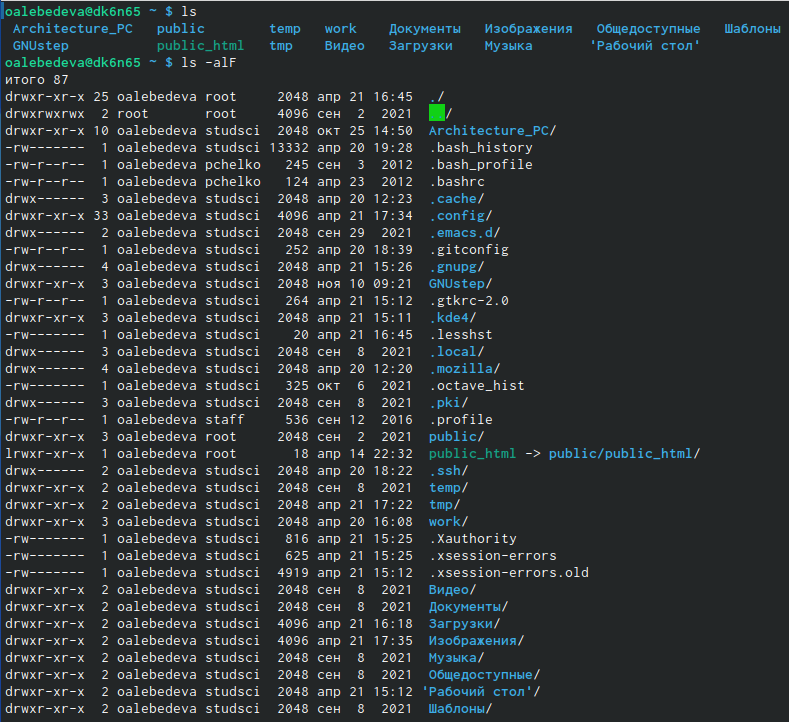 oalebedeva@dk6n65 ~ $ ls
Architecture_PC public temp work Документы Изображения Общедоступные Шаблоны
GNUstep public_html tmp Видео Загрузки Музыка 'Рабочий стол'
oalebedeva@dk6n65 ~ $ ls -alF
итого 87
drwxr-xr-x 25 oalebedeva root 2048 апр 21 16:45 ./
drwxrwxrwx 2 root root 4096 сен 2 2021 ../
drwxr-xr-x 10 oalebedeva studsci 2048 окт 25 14:50 Architecture_PC/
-rw------- 1 oalebedeva studsci 13332 апр 20 19:28 .bash_history
-rw-r--r-- 1 oalebedeva pchelko 245 сен 3 2012 .bash_profile
-rw-r--r-- 1 oalebedeva pchelko 124 апр 23 2012 .bashrc
drwx------ 3 oalebedeva studsci 2048 апр 20 12:23 .cache/
drwxr-xr-x 33 oalebedeva studsci 4096 апр 21 17:34 .config/
drwx------ 2 oalebedeva studsci 2048 сен 29 2021 .emacs.d/
-rw-r--r-- 1 oalebedeva studsci 252 апр 20 18:39 .gitconfig
drwx------ 4 oalebedeva studsci 2048 апр 21 15:26 .gnupg/
drwxr-xr-x 3 oalebedeva studsci 2048 ноя 10 09:21 GNUstep/
-rw-r--r-- 1 oalebedeva studsci 264 апр 21 15:12 .gtkrc-2.0
drwxr-xr-x 3 oalebedeva studsci 2048 апр 21 15:11 .kde4/
-rw------- 1 oalebedeva studsci 20 апр 21 16:45 .lesshst
drwx------ 3 oalebedeva studsci 2048 сен 8 2021 .local/
drwx------ 4 oalebedeva studsci 2048 апр 20 12:20 .mozilla/
-rw------- 1 oalebedeva studsci 325 окт 6 2021 .octave_hist
drwx------ 3 oalebedeva studsci 2048 сен 8 2021 .pki/
-rw-r--r-- 1 oalebedeva staff 536 сен 12 2016 .profile
drwxr-xr-x 3 oalebedeva root 2048 сен 2 2021 public/
lrwxr-xr-x 1 oalebedeva root 18 апр 14 22:32 public_html -> public/public_html/
drwx------ 2 oalebedeva studsci 2048 апр 20 18:22 .ssh/
drwxr-xr-x 2 oalebedeva studsci 2048 сен 8 2021 temp/
drwxr-xr-x 2 oalebedeva studsci 2048 апр 21 17:22 tmp/
drwxr-xr-x 3 oalebedeva studsci 2048 апр 20 16:08 work/
-rw------- 1 oalebedeva studsci 816 апр 21 15:25 .Xauthority
-rw------- 1 oalebedeva studsci 625 апр 21 15:25 .xsession-errors
-rw------- 1 oalebedeva studsci 4919 апр 21 15:12 .xsession-errors.old
drwxr-xr-x 2 oalebedeva studsci 2048 сен 8 2021 Видео/
drwxr-xr-x 2 oalebedeva studsci 2048 сен 8 2021 Документы/
drwxr-xr-x 2 oalebedeva studsci 4096 апр 21 16:18 Загрузки/
drwxr-xr-x 2 oalebedeva studsci 4096 апр 21 17:35 Изображения/
drwxr-xr-x 2 oalebedeva studsci 2048 сен 8 2021 Музыка/
drwxr-xr-x 2 oalebedeva studsci 2048 сен 8 2021 Общедоступные/
drwxr-xr-x 2 oalebedeva studsci 2048 апр 21 15:12 'Рабочий стол'/
drwxr-xr-x 2 oalebedeva studsci 2048 сен 8 2021 Шаблоны/